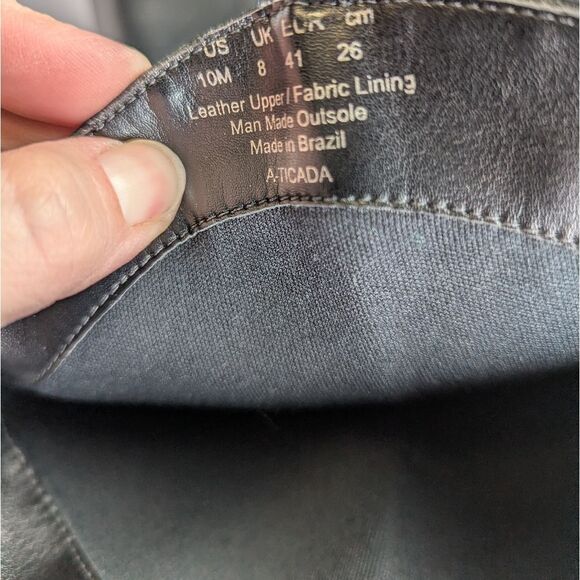 US UK EUR cm
10M 8 41 26
Leather Upper/Fabric Lining
Man Made Outsole
Made in Brazil
A-TICADA